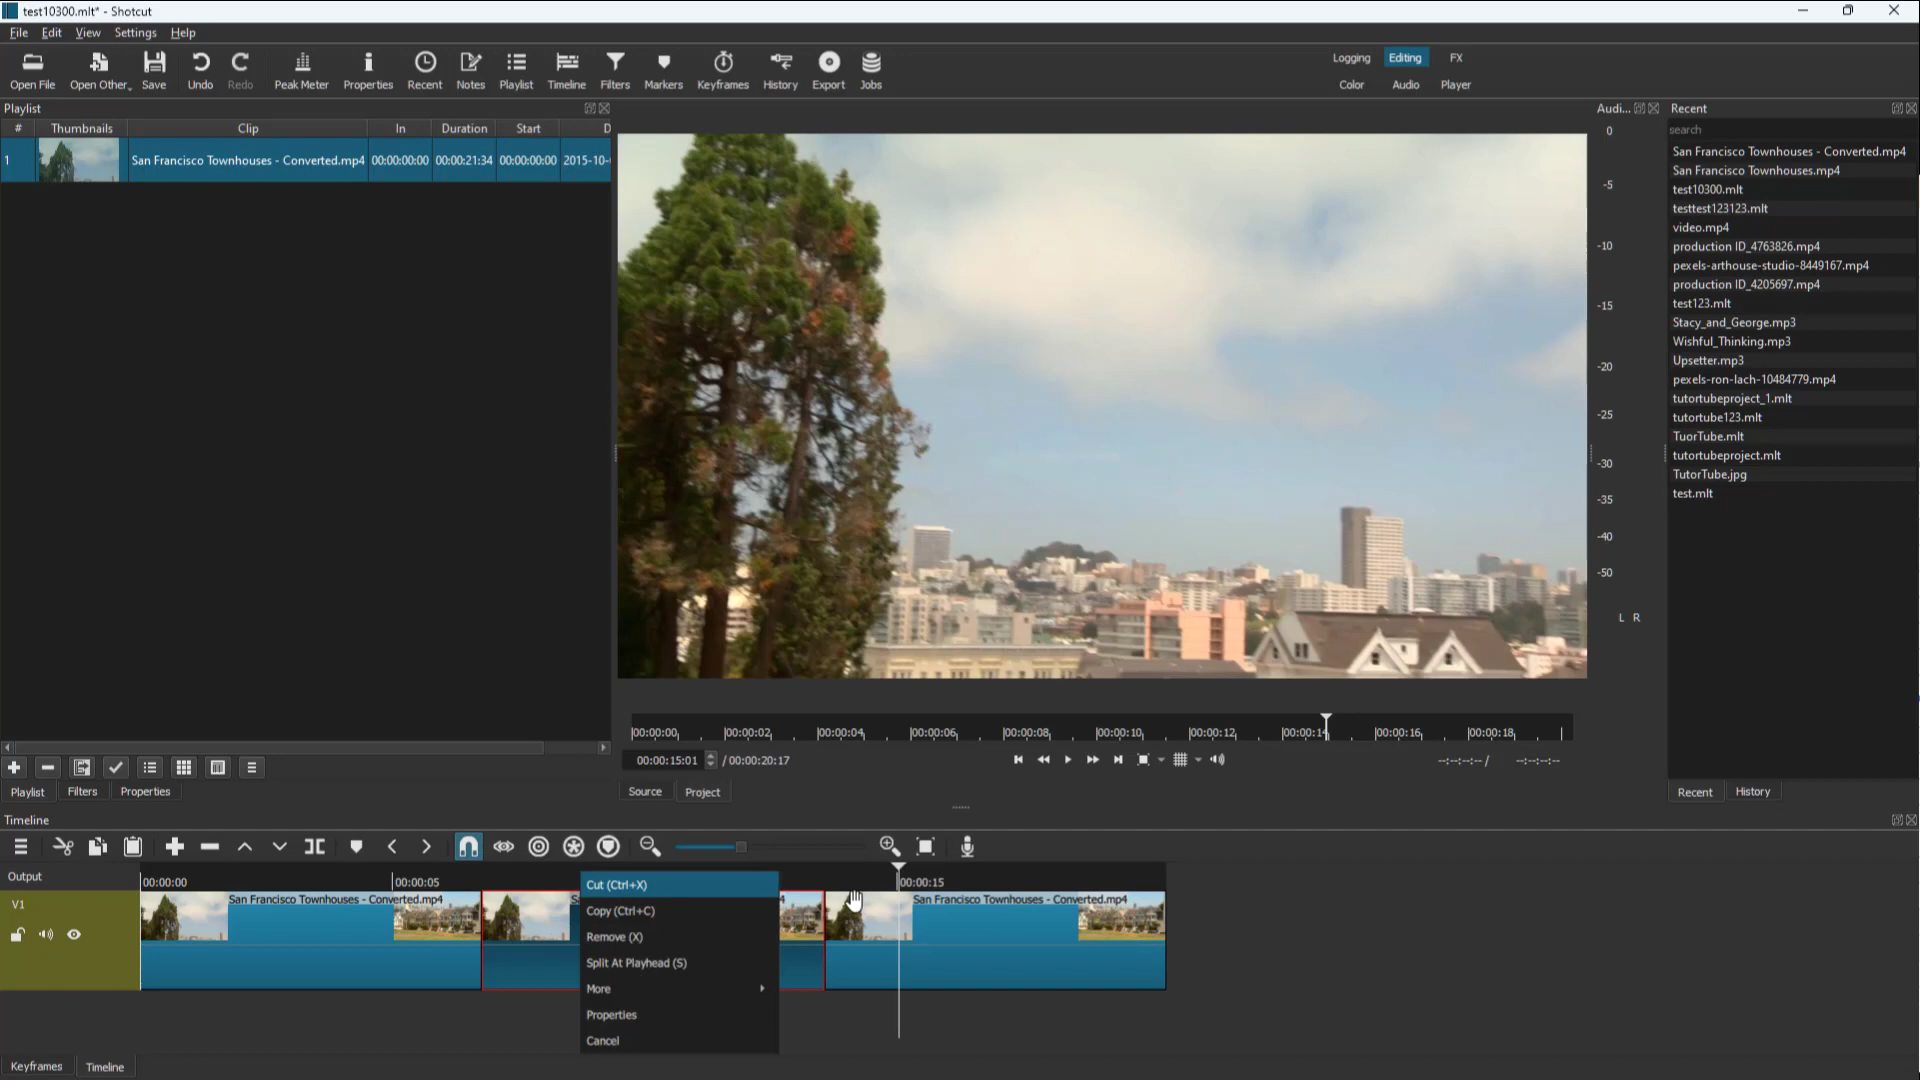 test10300.mlt* - Shotcut
File Edit View Settings Help
Open File Open Other.. Save Undo Redo Peak Meter Properties Recent Notes Playlist Timeline Filters Markers Keyframes History Export Jobs
Logging Editing FX
Color Audio Player
Playlist
# Thumbnails Clip In Duration Start D
1 San Francisco Townhouses - Converted.mp4 00:00:00:00 00:00:21:34 00:00:00:00 2015-10-
Audi...
0
-5
-10
-15
-20
-25
-30
-35
-40
-50
L R
Recent
search
San Francisco Townhouses - Converted.mp4
San Francisco Townhouses.mp4
test10300.mlt
testtest123123.mlt
video.mp4
production ID_4763826.mp4
pexels-arthouse-studio-8449167.mp4
production ID_4205697.mp4
test123.mlt
Stacy_and_George.mp3
Wishful_Thinking.mp3
Upsetter.mp3
pexels-ron-lach-10484779.mp4
tutortubeproject_1.mlt
tutortube123.mlt
TuorTube.mlt
tutortubeproject.mlt
TutorTube.jpg
test.mlt
00:00:00 00:00:02 00:00:04 00:00:06 00:00:08 00:00:10 00:00:12 00:00:14 00:00:16 00:00:18
00:00:15:01 / 00:00:20:17 --:--:--:-- / --:--:--:--
Playlist Filters Properties
Source Project
Recent History
Timeline
Output
00:00:00 00:00:05 00:00:15
V1
San Francisco Townhouses - Converted.mp4
San Francisco Townhouses - Converted.mp4
Cut (Ctrl+X)
Copy (Ctrl+C)
Remove (X)
Split At Playhead (S)
More
Properties
Cancel
Keyframes Timeline